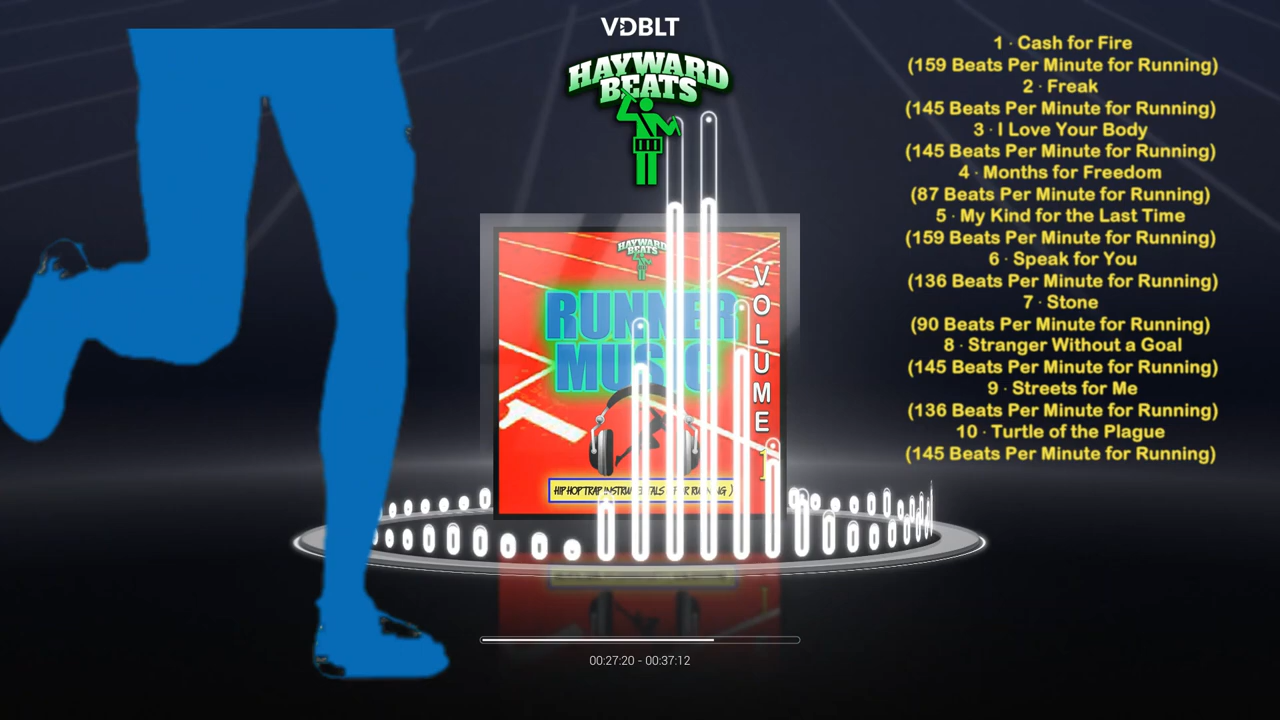 VDBLT
HAYWARD
BEATS
1 · Cash for Fire
(159 Beats Per Minute for Running)
2 · Freak
(145 Beats Per Minute for Running)
3 · I Love Your Body
(145 Beats Per Minute for Running)
4 · Months for Freedom
(87 Beats Per Minute for Running)
5 · My Kind for the Last Time
(159 Beats Per Minute for Running)
6 · Speak for You
(136 Beats Per Minute for Running)
7 · Stone
(90 Beats Per Minute for Running)
8 · Stranger Without a Goal
(145 Beats Per Minute for Running)
9 · Streets for Me
(136 Beats Per Minute for Running)
10 · Turtle of the Plague
(145 Beats Per Minute for Running)
HAYWARD
BEATS
RUNNER
MUSIC
VOLUME
1
HIP HOP TRAP INSTRUMENTALS (FOR RUNNING)
00:27:20 - 00:37:12